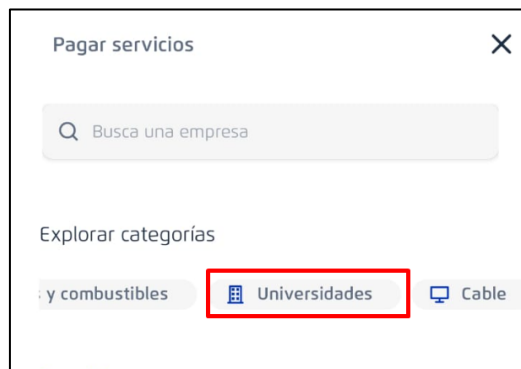 Pagar servicios
Busca una empresa
Explorar categorías
y combustibles Universidades Cable